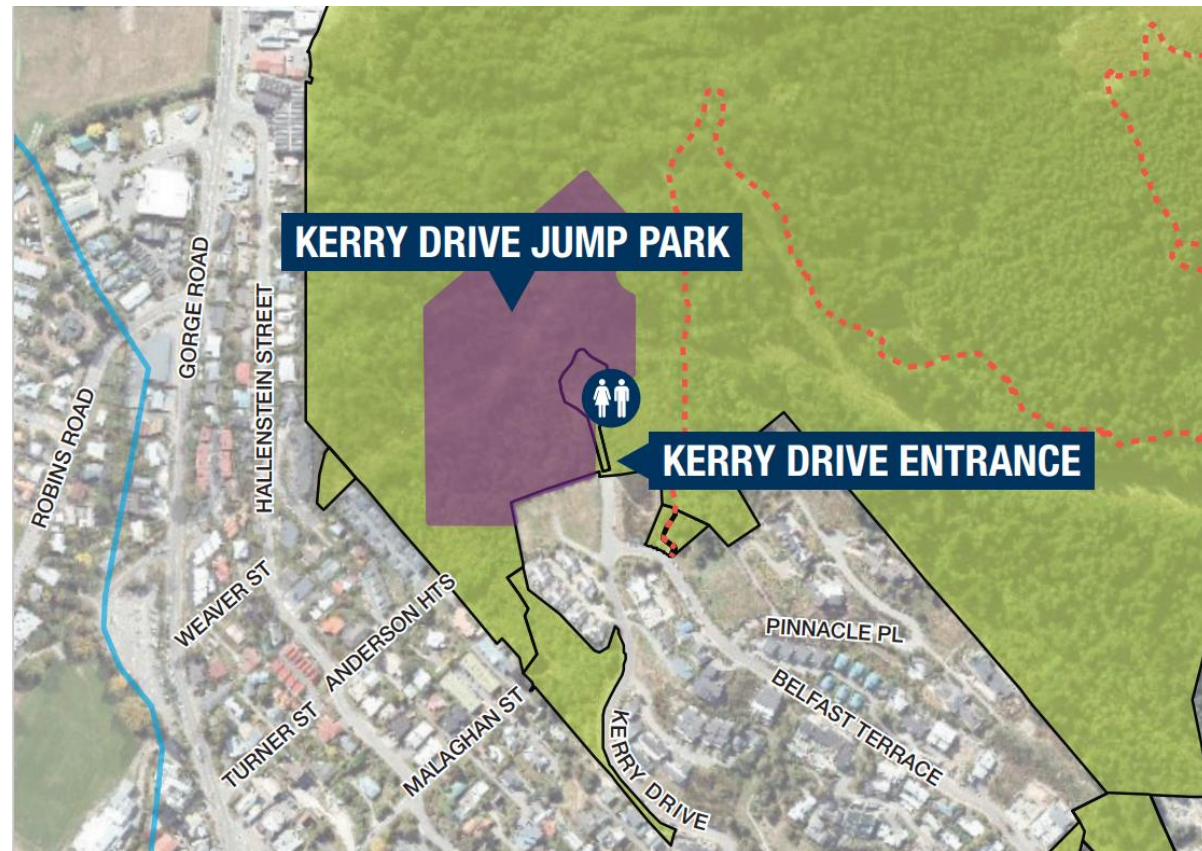 KERRY DRIVE JUMP PARK
GORGE ROAD
HALLENSTEIN STREET
ROBINS ROAD
KERRY DRIVE ENTRANCE
WEAVER ST
ANDERSON HTS
PINNACLE PL
TURNER ST
MALAGHAN ST
BELFAST TERRACE
KERRY DRIVE